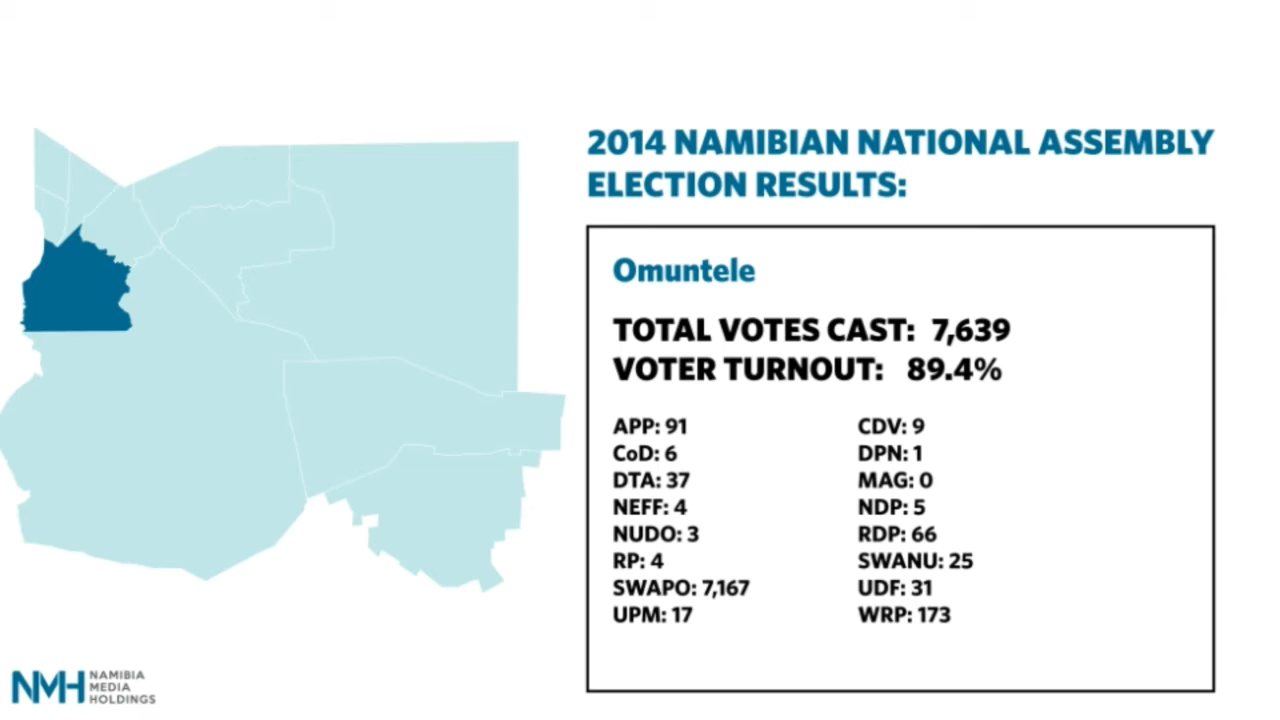 2014 NAMIBIAN NATIONAL ASSEMBLY
ELECTION RESULTS:
Omuntele
TOTAL VOTES CAST: 7,639
VOTER TURNOUT: 89.4%
APP: 91
CoD: 6
DTA: 37
NEFF: 4
NUDO: 3
RP: 4
SWAPO: 7,167
UPM: 17
CDV: 9
DPN: 1
MAG: 0
NDP: 5
RDP: 66
SWANU: 25
UDF: 31
WRP: 173
NMH
NAMIBIA
MEDIA
HOLDINGS